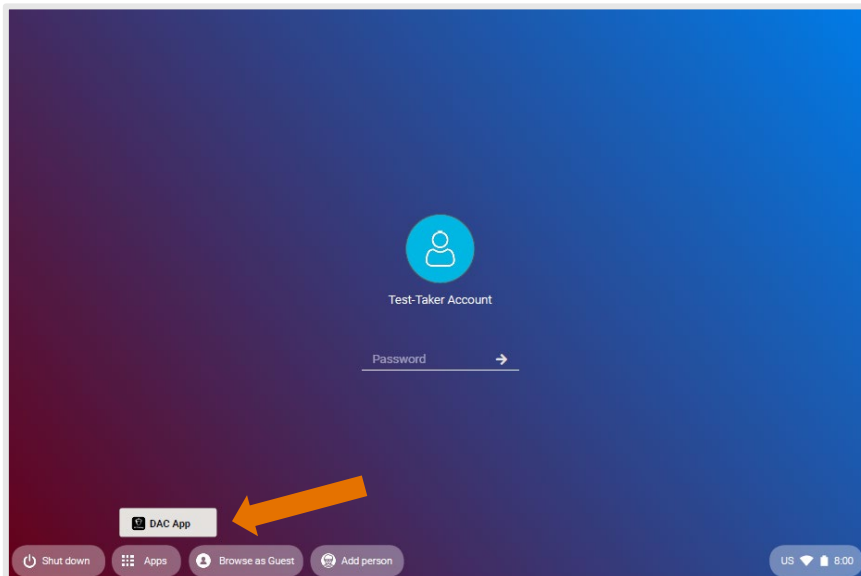 Test-Taker Account
Password
DAC App
Shut down Apps Browse as Guest Add person US 8:00